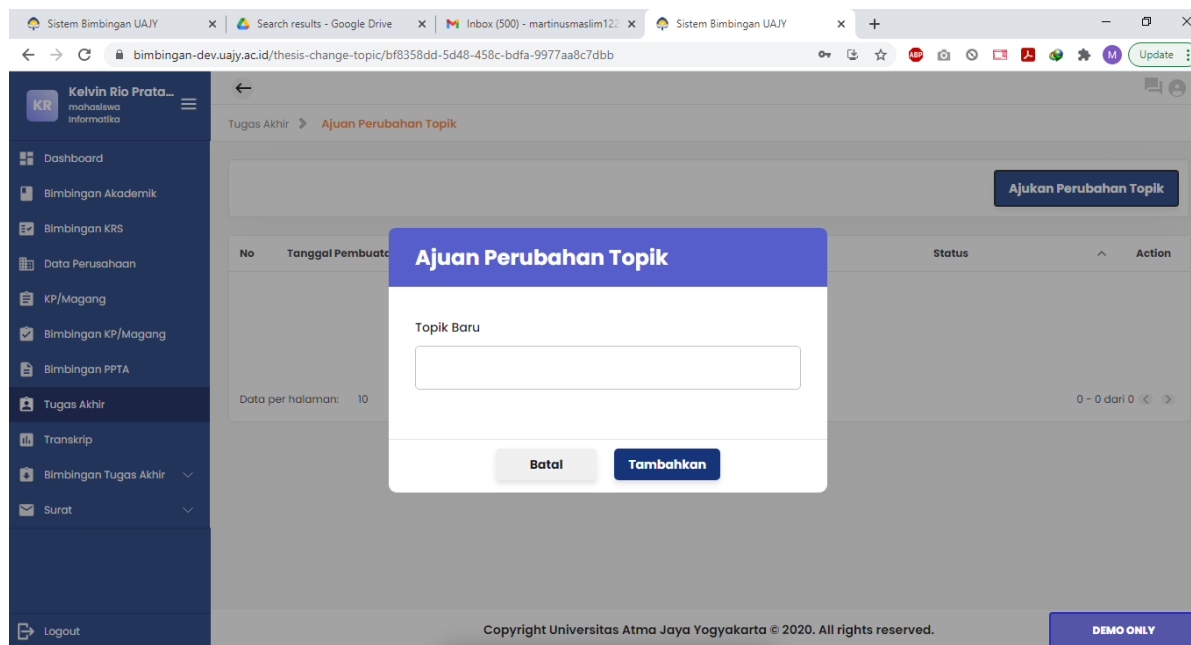 Sistem Bimbingan UAJY
Search results - Google Drive
Inbox (500) - martinusmaslim122
Sistem Bimbingan UAJY
bimbingan-dev.uajy.ac.id/thesis-change-topic/bf8358dd-5d48-458c-bdfa-9977aa8c7dbb
ABP
M
Update
KR
Kelvin Rio Prata...
mahasiswa
Informatika
Tugas Akhir
Ajuan Perubahan Topik
Dashboard
Bimbingan Akademik
Bimbingan KRS
Data Perusahaan
KP/Magang
Bimbingan KP/Magang
Bimbingan PPTA
Tugas Akhir
Transkrip
Bimbingan Tugas Akhir
Surat
Logout
Ajukan Perubahan Topik
No Tanggal Pembuata Status Action
Ajuan Perubahan Topik
Topik Baru
Batal Tambahkan
Data per halaman: 10 0 - 0 dari 0
Copyright Universitas Atma Jaya Yogyakarta © 2020. All rights reserved.
DEMO ONLY